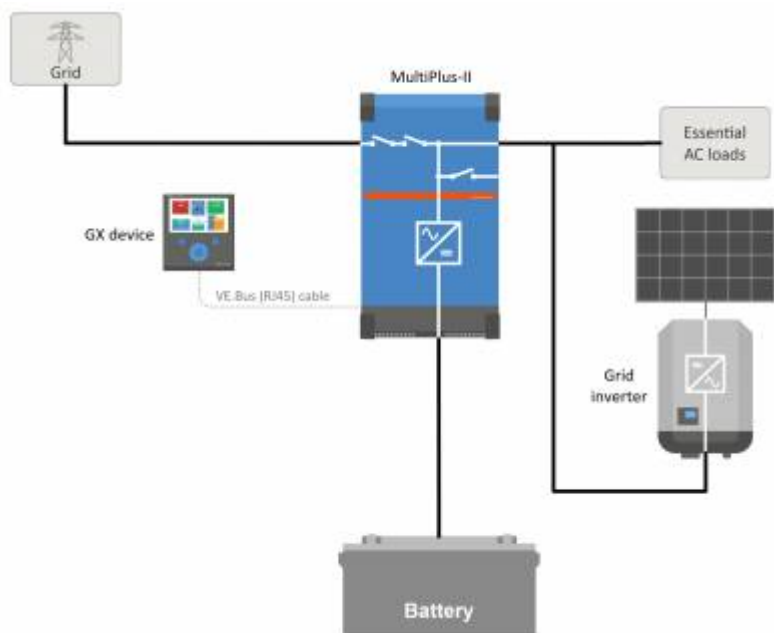 Grid
MultiPlus-II
Essential
AC loads
GX device
VE.Bus (RJ45) cable
Grid
inverter
Battery